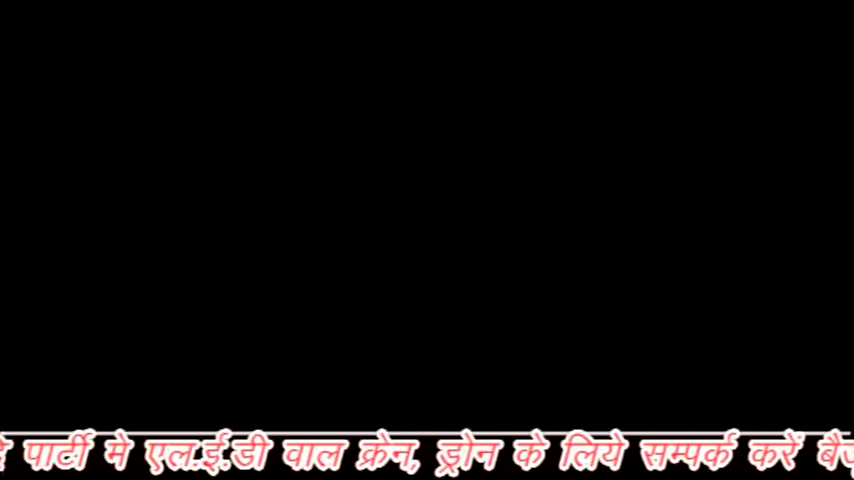 पार्टी मे एल.ई.डी वाल क्रेन, ड्रोन के लिये सम्पर्क करें